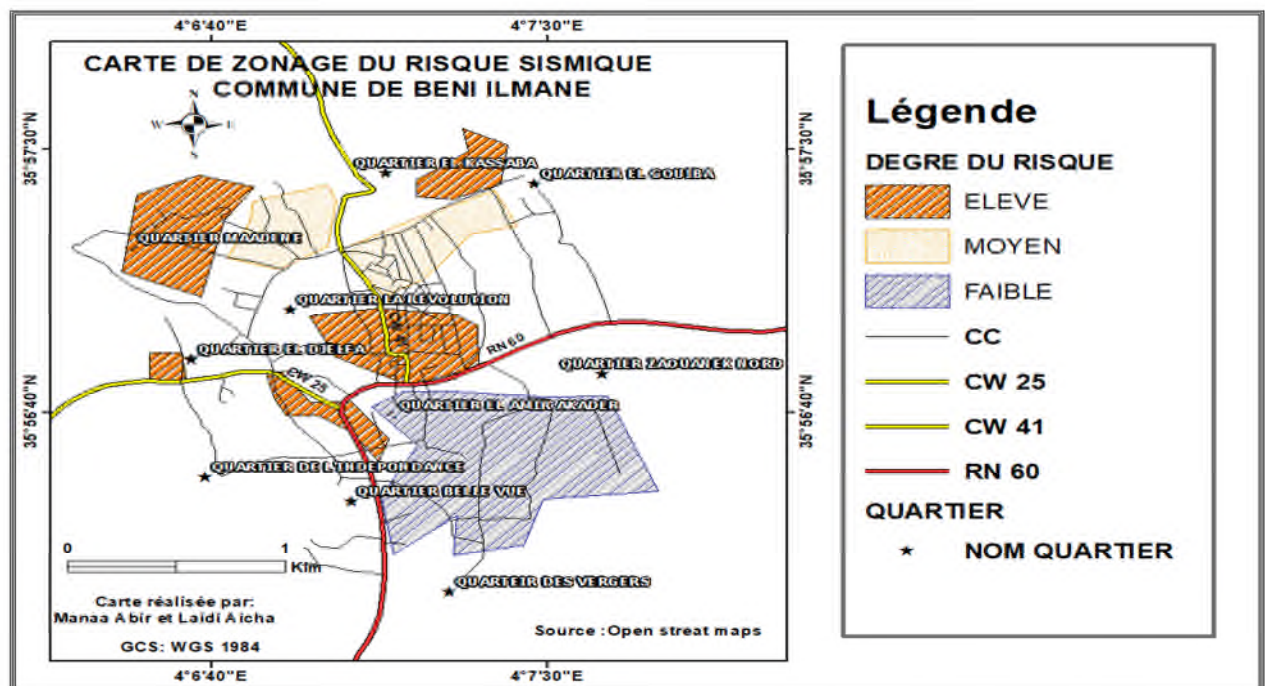 4°6'40"E
4°7'30"E
CARTE DE ZONAGE DU RISQUE SISMIQUE
COMMUNE DE BENI ILMANE
N
W
E
S
35°57'30"N
35°57'30"N
QUARTIER EL KASSABA
QUARTIER EL GOUIBA
QUARTIER MAADENE
QUARTIER LA REVOLUTION
RN 60
QUARTIER EL DJELFA
CW 25
QUARTIER ZAOUAREK NORD
35°56'40"N
35°56'40"N
QUARTIER EL AMIR AKADER
QUARTIER DE L'INDEPONDANCE
QUARTIER BELLE VUE
QUARTEIR DES VERGERS
0
1
Klm
Carte réalisée par:
Manaa Abir et Laidi Aicha
GCS: WGS 1984
Source :Open streat maps
4°6'40"E
4°7'30"E
Légende
DEGRE DU RISQUE
ELEVE
MOYEN
FAIBLE
CC
CW 25
CW 41
RN 60
QUARTIER
NOM QUARTIER